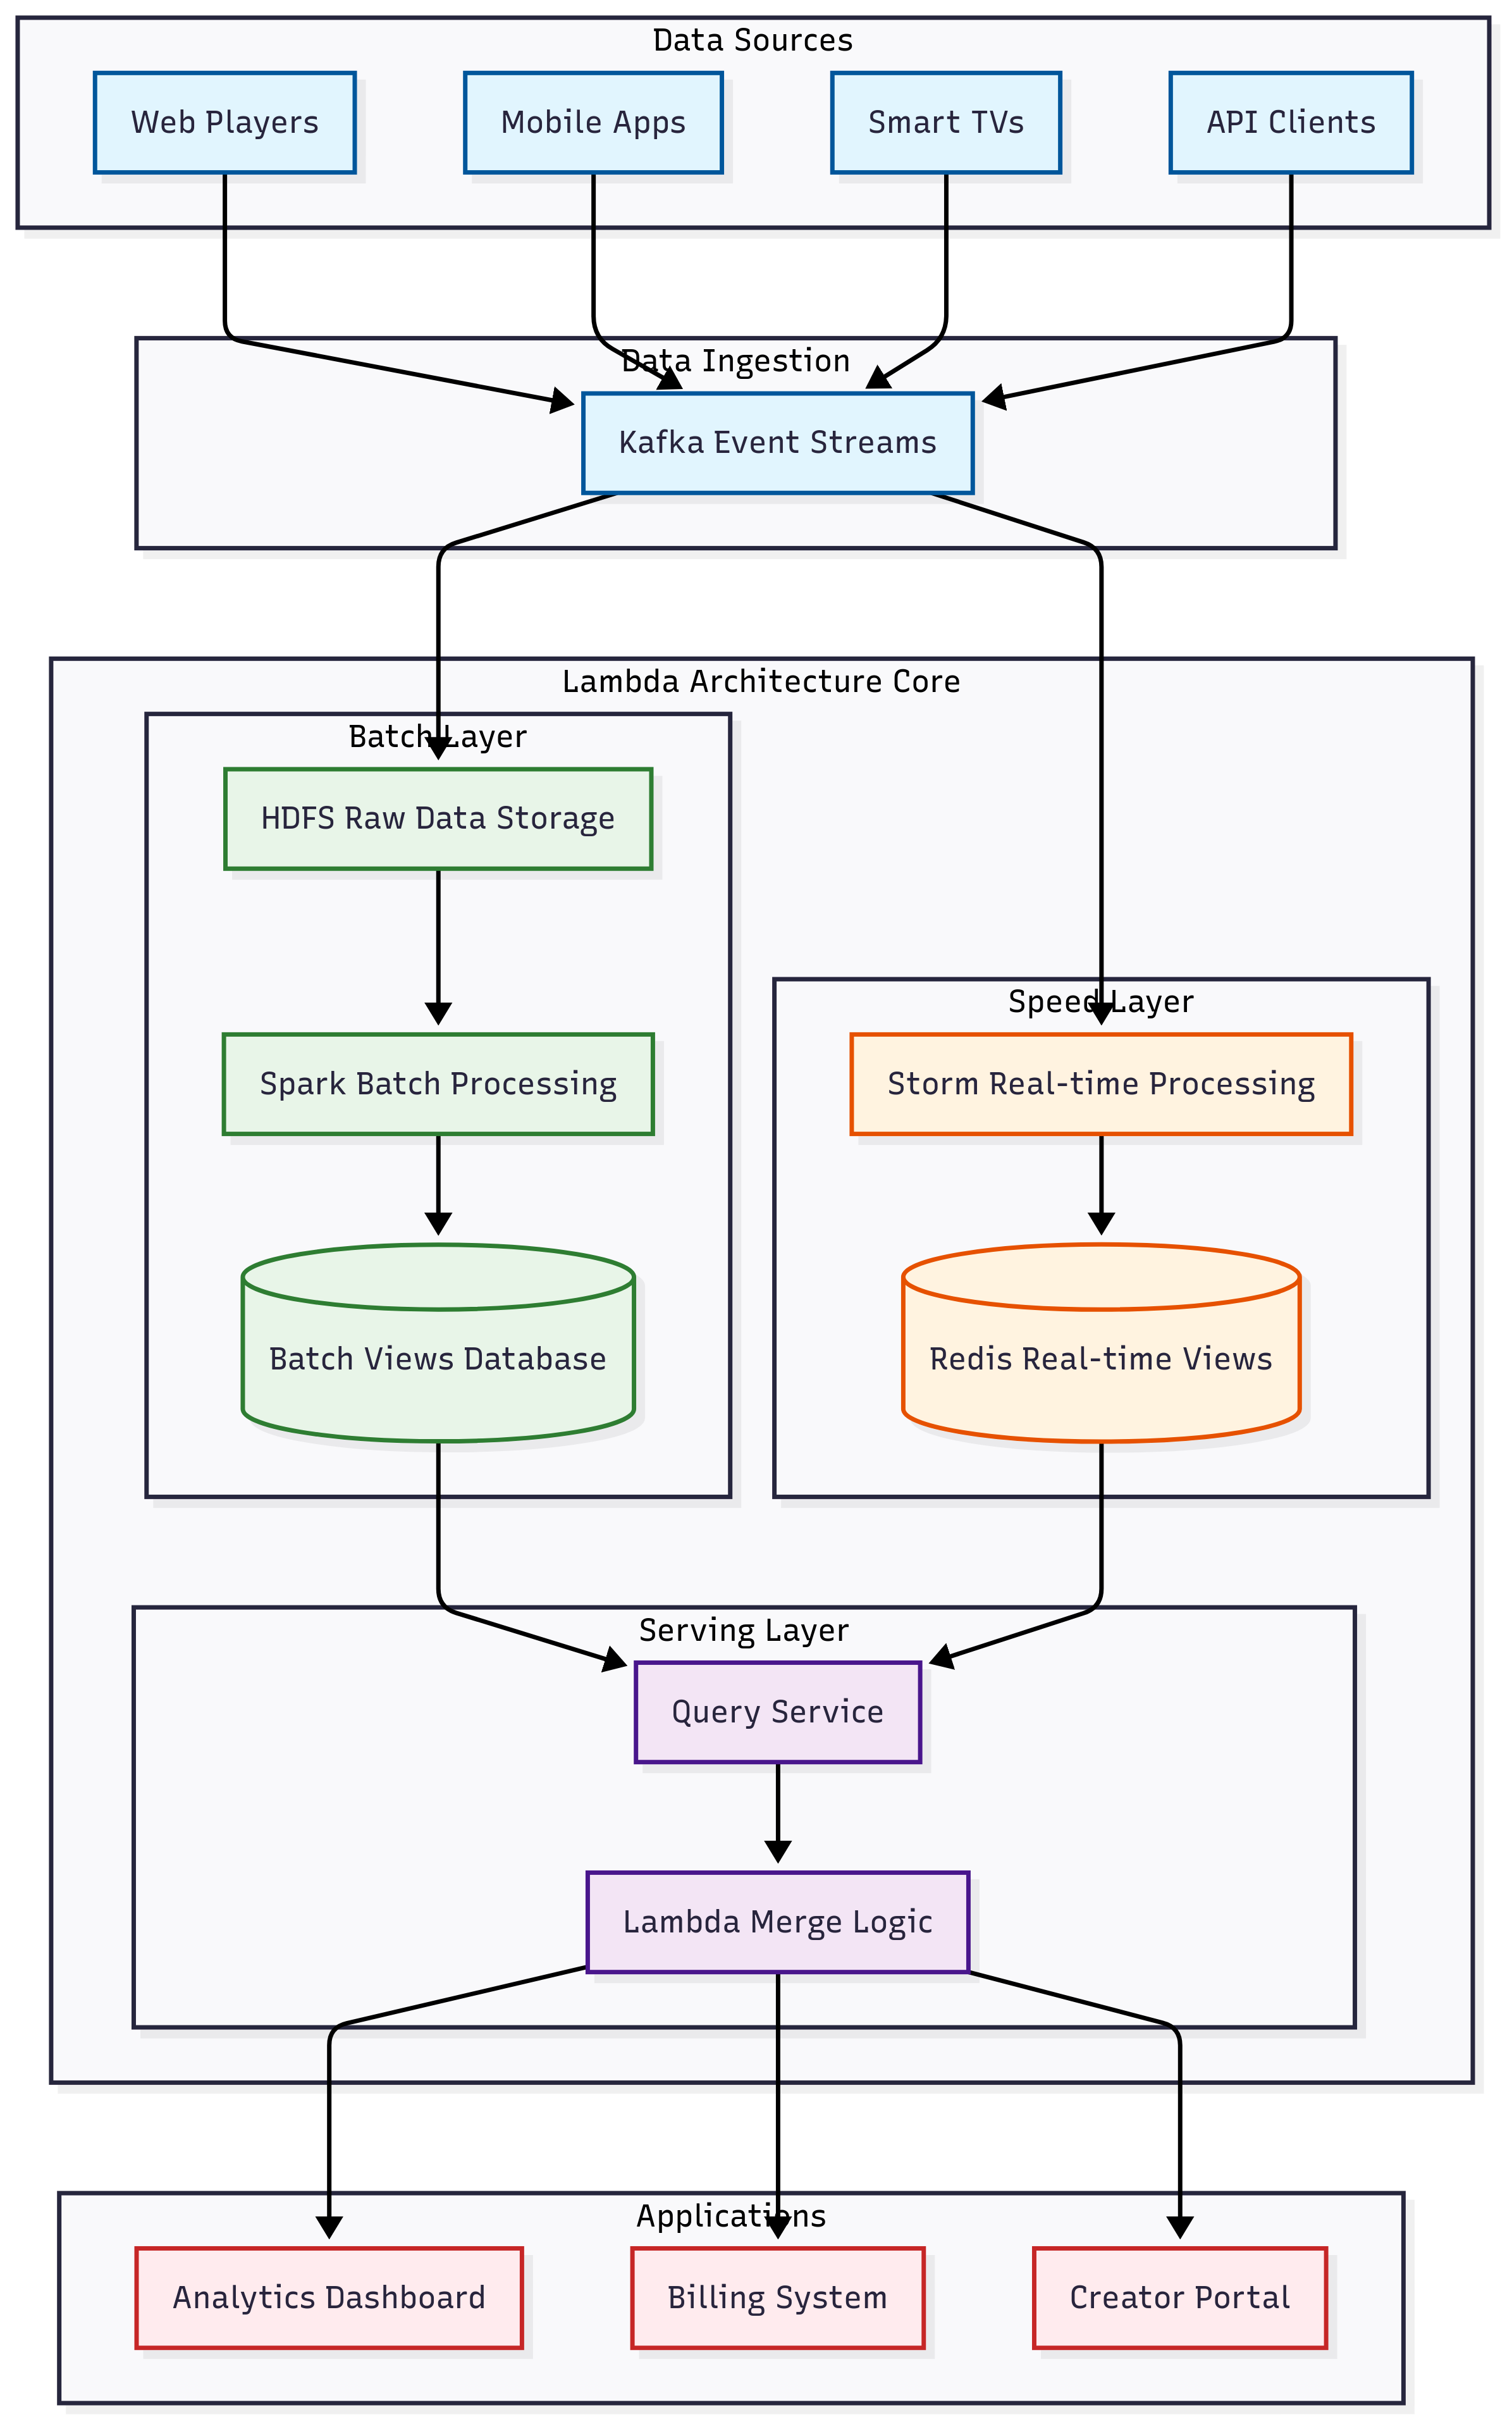 Data Sources
Web Players
Mobile Apps
Smart TVs
API Clients
Data Ingestion
Kafka Event Streams
Lambda Architecture Core
Batch Layer
HDFS Raw Data Storage
Speed Layer
Spark Batch Processing
Storm Real-time Processing
Batch Views Database
Redis Real-time Views
Serving Layer
Query Service
Lambda Merge Logic
Applications
Analytics Dashboard
Billing System
Creator Portal